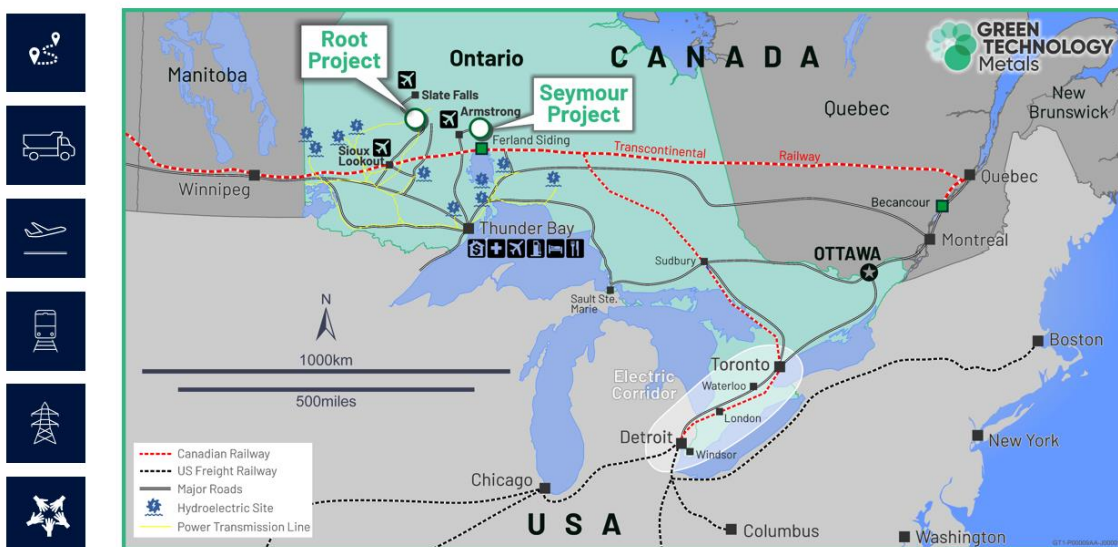 CANADA
GREEN
TECHNOLOGY
Metals
Root
Project
Ontario
Manitoba
Slate Falls
Armstrong
Seymour
Project
Quebec
New
Brunswick
Ferland Siding
Sioux
Lookout
Transcontinental
Railway
Winnipeg
Quebec
Becancour
Thunder Bay
Montreal
OTTAWA
Sudbury
Sault Ste.
Marie
N
1000km
500miles
Boston
Toronto
Electric
Corridor
Waterloo
London
Detroit
Windsor
New York
Canadian Railway
US Freight Railway
Major Roads
Hydroelectric Site
Power Transmission Line
Chicago
USA
Columbus
Washington